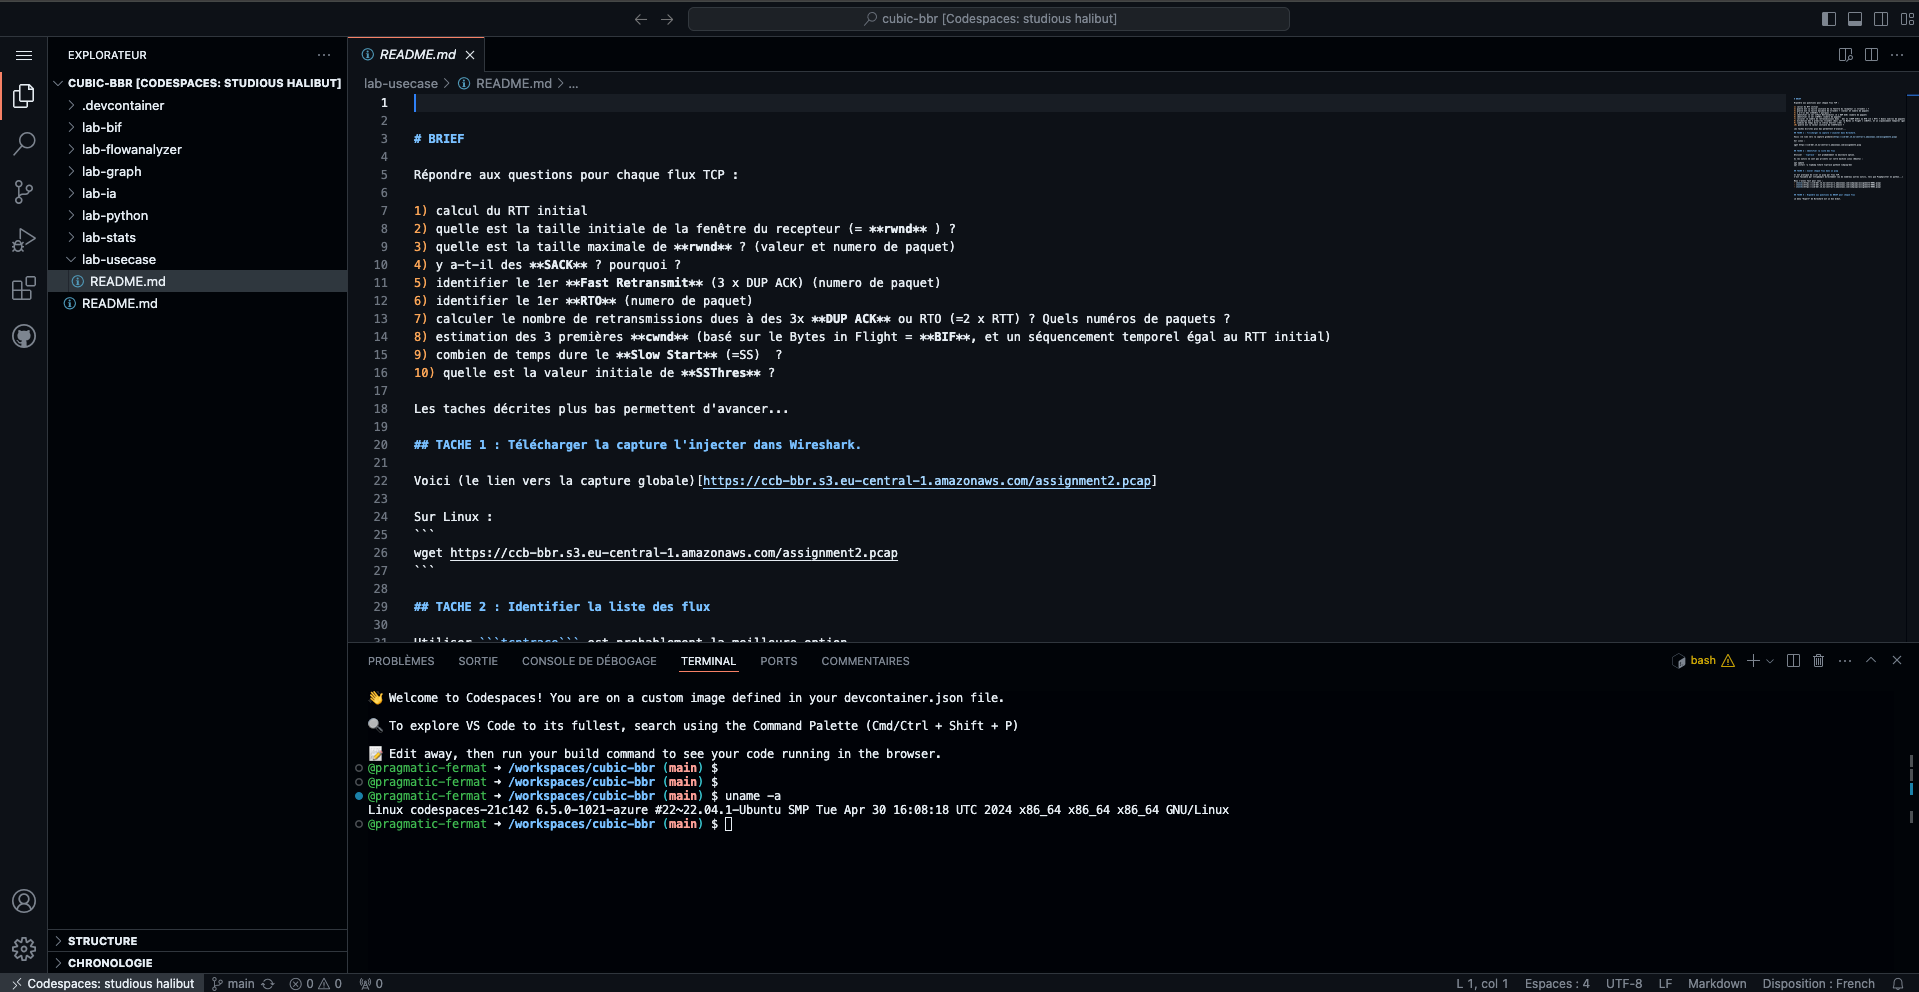 cubic-bbr [Codespaces: studious halibut]
EXPLORATEUR
CUBIC-BBR [CODESPACES: STUDIOUS HALIBUT]
.devcontainer
lab-bif
lab-flowanalyzer
lab-graph
lab-ia
lab-python
lab-stats
lab-usecase
README.md
README.md
STRUCTURE
CHRONOLOGIE
README.md
lab-usecase > README.md > ...
1
2
3 # BRIEF
4
5 Répondre aux questions pour chaque flux TCP :
6
7 1) calcul du RTT initial
8 2) quelle est la taille initiale de la fenêtre du recepteur (= **rwnd** ) ?
9 3) quelle est la taille maximale de **rwnd** ? (valeur et numero de paquet)
10 4) y a-t-il des **SACK** ? pourquoi ?
11 5) identifier le 1er **Fast Retransmit** (3 x DUP ACK) (numero de paquet)
12 6) identifier le 1er **RTO** (numero de paquet)
13 7) calculer le nombre de retransmissions dues à des 3x **DUP ACK** ou RTO (=2 x RTT) ? Quels numéros de paquets ?
14 8) estimation des 3 premières **cwnd** (basé sur le Bytes in Flight = **BIF**, et un séquencement temporel égal au RTT initial)
15 9) combien de temps dure le **Slow Start** (=SS)  ?
16 10) quelle est la valeur initiale de **SSThres** ?
17
18 Les taches décrites plus bas permettent d'avancer...
19
20 ## TACHE 1 : Télécharger la capture l'injecter dans Wireshark.
21
22 Voici (le lien vers la capture globale)[https://ccb-bbr.s3.eu-central-1.amazonaws.com/assignment2.pcap]
23
24 Sur Linux :
25 ```
26 wget https://ccb-bbr.s3.eu-central-1.amazonaws.com/assignment2.pcap
27 ```
28
29 ## TACHE 2 : Identifier la liste des flux
30
31 Utiliser ```tcptrace``` est probablement la meilleure option
PROBLÈMES SORTIE CONSOLE DE DÉBOGAGE TERMINAL PORTS COMMENTAIRES
bash
👋 Welcome to Codespaces! You are on a custom image defined in your devcontainer.json file.
🔍 To explore VS Code to its fullest, search using the Command Palette (Cmd/Ctrl + Shift + P)
📝 Edit away, then run your build command to see your code running in the browser.
@pragmatic-fermat → /workspaces/cubic-bbr (main) $
@pragmatic-fermat → /workspaces/cubic-bbr (main) $
@pragmatic-fermat → /workspaces/cubic-bbr (main) $ uname -a
Linux codespaces-21c142 6.5.0-1021-azure #22~22.04.1-Ubuntu SMP Tue Apr 30 16:08:18 UTC 2024 x86_64 x86_64 x86_64 GNU/Linux
@pragmatic-fermat → /workspaces/cubic-bbr (main) $
Codespaces: studious halibut main 0 0 0 L 1, col 1 Espaces : 4 UTF-8 LF Markdown Disposition : French